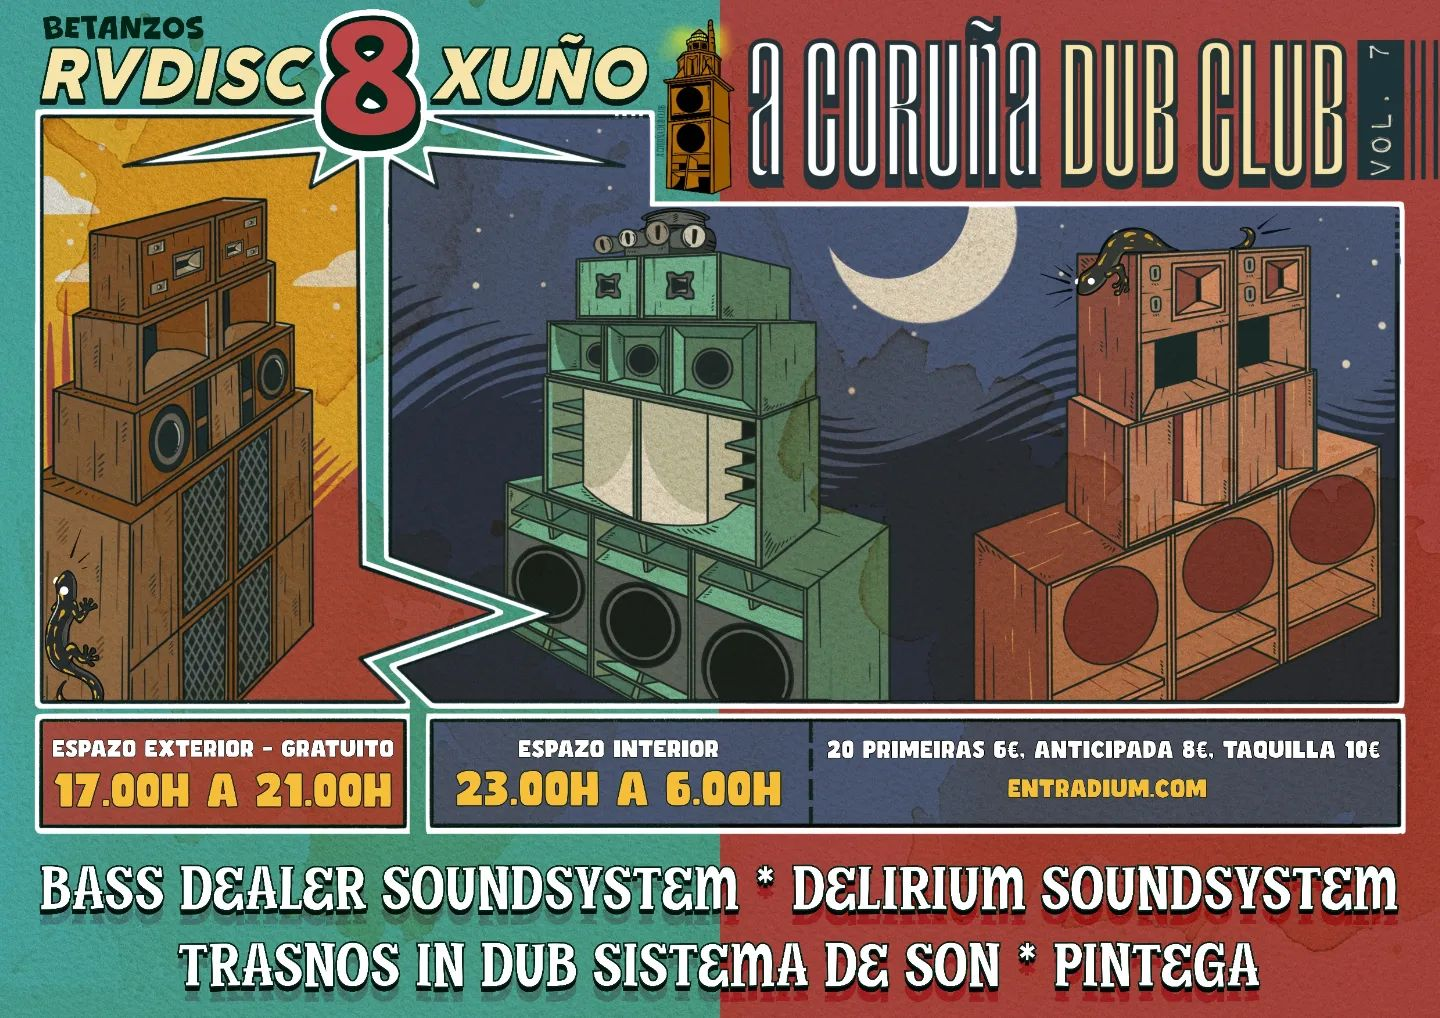 BETANZOS
RVDISC 8 XUÑO
A CORUÑA DUB CLUB
VOL. 7
ESPAZO EXTERIOR - GRATUITO
17.00H A 21.00H
ESPAZO INTERIOR
23.00H A 6.00H
20 PRIMEIRAS 6€, ANTICIPADA 8€, TAQUILLA 10€
ENTRADIUM.COM
BASS DEALER SOUNDSYSTEM * DELIRIUM SOUNDSYSTEM
TRASNOS IN DUB SISTEMA DE SON * PINTEGA